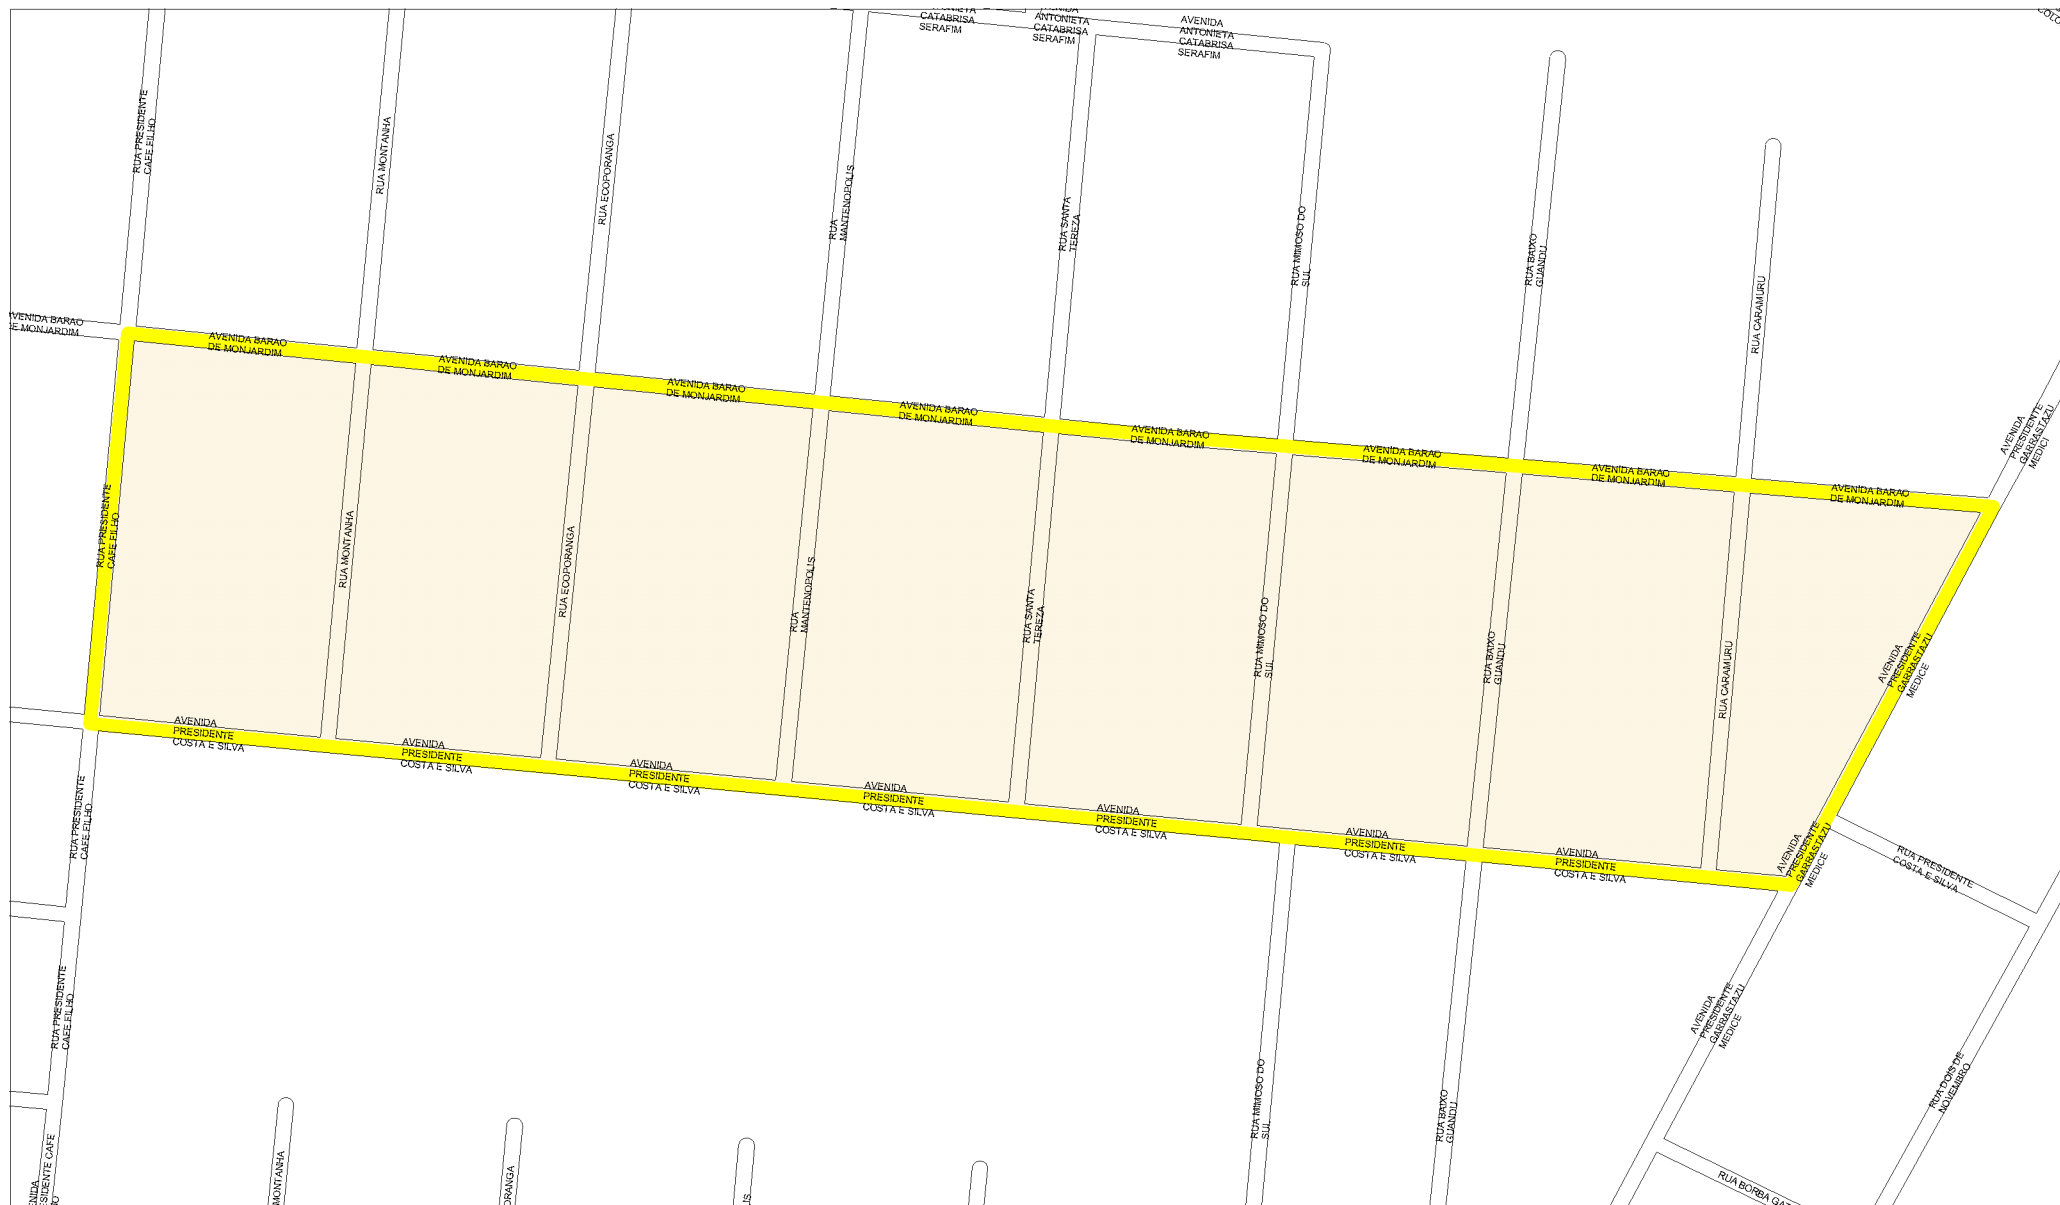 CATABRISA
SERAFIM
ANTONIETA
CATABRISA
SERAFIM
AVENIDA
ANTONIETA
CATABRISA
SERAFIM
RUA PRESIDENTE
CAFE FILHO
RUA MONTANHA
RUA ECOPORANGA
RUA
MANTENOPOLIS
RUA SANTA
TEREZA
RUA MIMOSO DO
SUL
RUA BAIXO
GUANDU
RUA CARAMURU
AVENIDA BARAO
DE MONJARDIM
AVENIDA BARAO
DE MONJARDIM
AVENIDA BARAO
DE MONJARDIM
AVENIDA BARAO
DE MONJARDIM
AVENIDA BARAO
DE MONJARDIM
AVENIDA BARAO
DE MONJARDIM
AVENIDA BARAO
DE MONJARDIM
AVENIDA BARAO
DE MONJARDIM
AVENIDA BARAO
DE MONJARDIM
AVENIDA
PRESIDENTE
GARRASTAZU
MEDICI
RUA PRESIDENTE
CAFE FILHO
RUA MONTANHA
RUA ECOPORANGA
RUA
MANTENOPOLIS
RUA SANTA
TEREZA
RUA MIMOSO DO
SUL
RUA BAIXO
GUANDU
RUA CARAMURU
AVENIDA
PRESIDENTE
GARRASTAZU
MEDICE
AVENIDA
PRESIDENTE
COSTA E SILVA
AVENIDA
PRESIDENTE
COSTA E SILVA
AVENIDA
PRESIDENTE
COSTA E SILVA
AVENIDA
PRESIDENTE
COSTA E SILVA
AVENIDA
PRESIDENTE
COSTA E SILVA
AVENIDA
PRESIDENTE
COSTA E SILVA
AVENIDA
PRESIDENTE
COSTA E SILVA
AVENIDA
PRESIDENTE
GARRASTAZU
MEDICE
RUA PRESIDENTE
COSTA E SILVA
RUA PRESIDENTE
CAFE FILHO
RUA PRESIDENTE
CAFE FILHO
AVENIDA
PRESIDENTE
GARRASTAZU
MEDICE
RUA MIMOSO DO
SUL
RUA BAIXO
GUANDU
RUA DOIS DE
NOVEMBRO
CAFE
MONTANHA
RUA BORBA